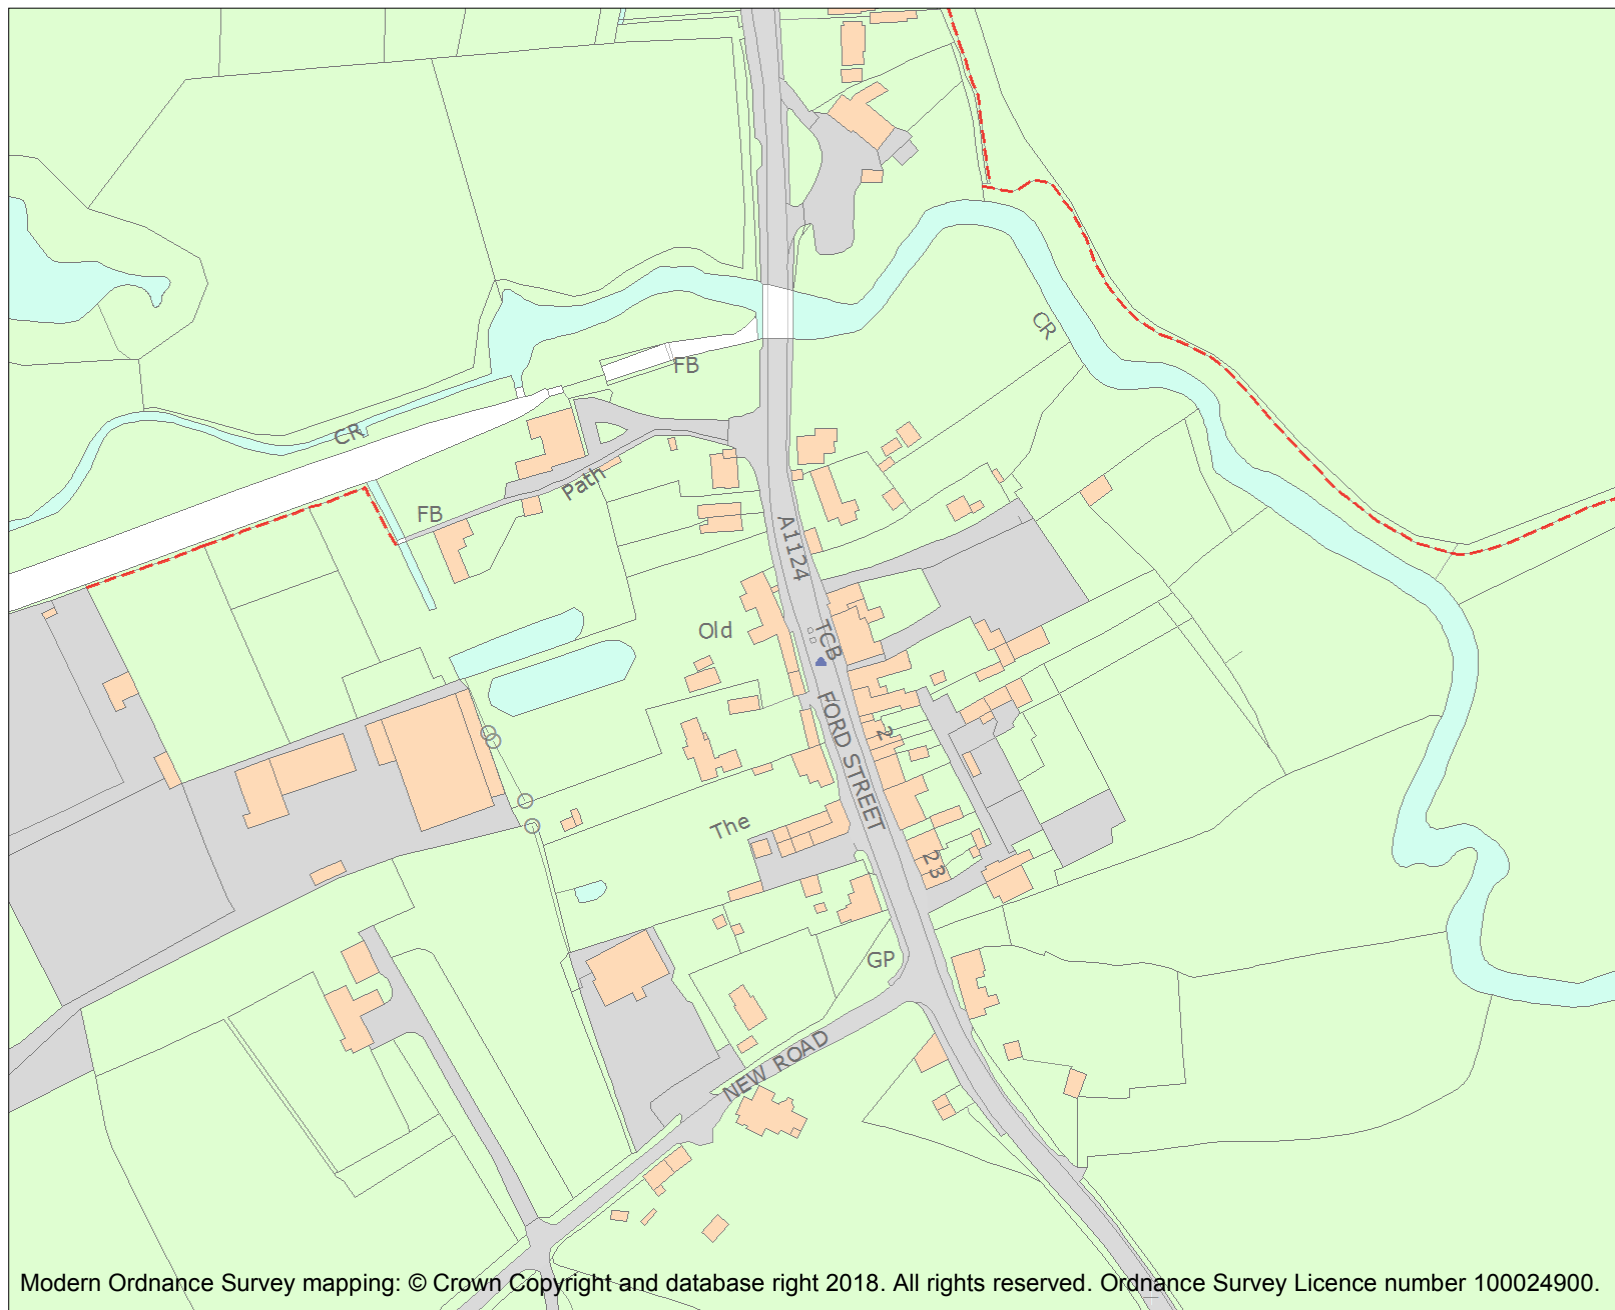 CR
FB
CR
Path
FB
A1124
TCB
Old
FORD STREET
2
The
23
GP
NEW ROAD
Modern Ordnance Survey mapping: © Crown Copyright and database right 2018. All rights reserved. Ordnance Survey Licence number 100024900.